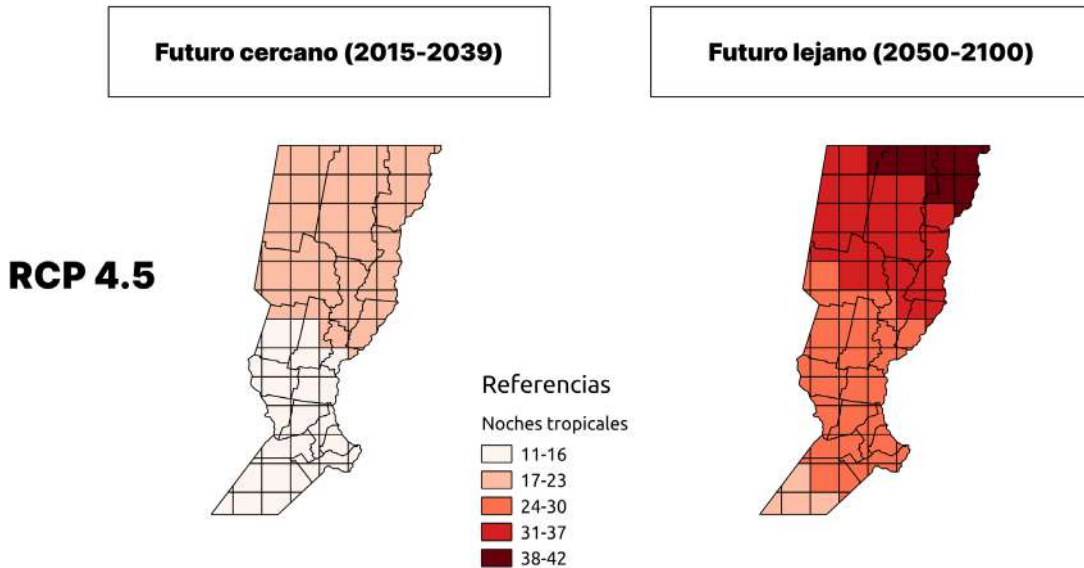 Futuro cercano (2015-2039)
Futuro lejano (2050-2100)
RCP 4.5
Referencias
Noches tropicales
11-16
17-23
24-30
31-37
38-42